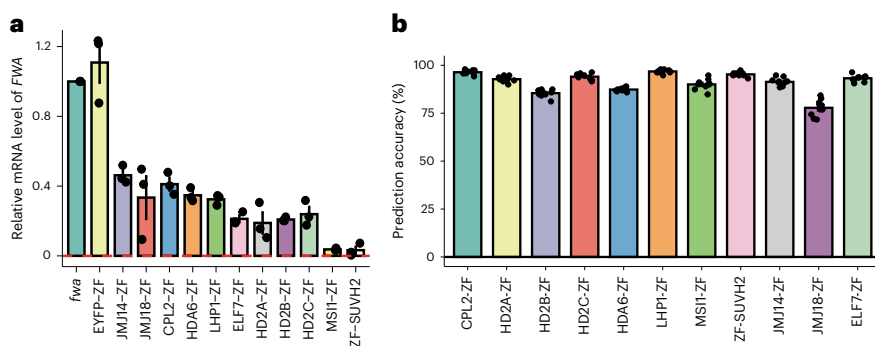 a
Relative mRNA level of FWA
1.2
0.8
0.4
0
fwa
EYFP-ZF
JMJ14-ZF
JMJ18-ZF
CPL2-ZF
HDA6-ZF
LHP1-ZF
ELF7-ZF
HD2A-ZF
HD2B-ZF
HD2C-ZF
MSI1-ZF
ZF-SUVH2
b
Prediction accuracy (%)
100
75
50
25
0
CPL2-ZF
HD2A-ZF
HD2B-ZF
HD2C-ZF
HDA6-ZF
LHP1-ZF
MSI1-ZF
ZF-SUVH2
JMJ14-ZF
JMJ18-ZF
ELF7-ZF